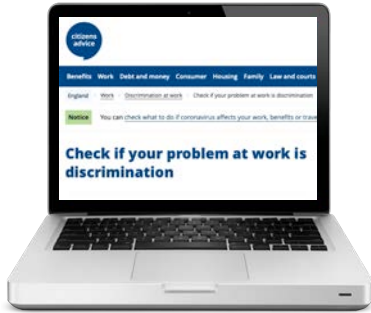 citizens
advice
Benefits Work Debt and money Consumer Housing Family Law and courts
England Work Discrimination at work Check if your problem at work is discrimination
Notice You can check what to do if coronavirus affects your work, benefits or trave
Check if your problem at work is
discrimination